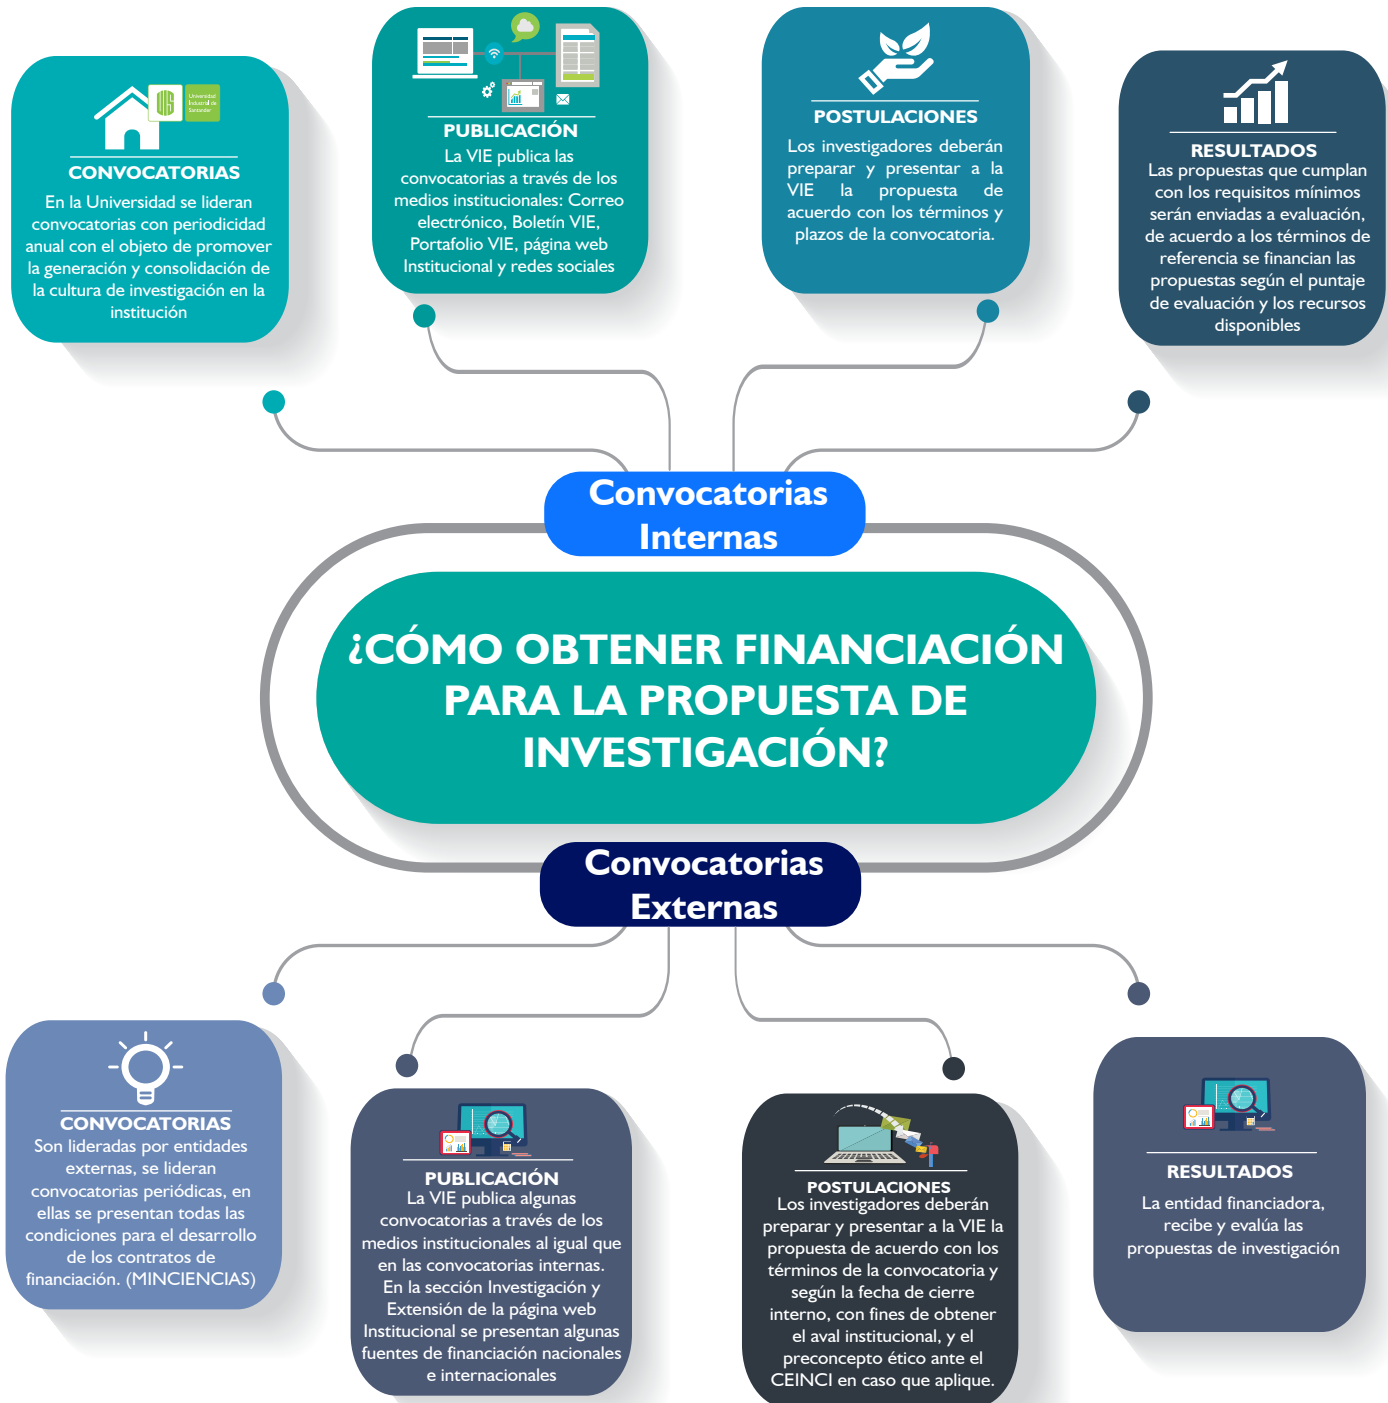 Universidad
Industrial de
Santander
CONVOCATORIAS
En la Universidad se lideran
convocatorias con periodicidad
anual con el objeto de promover
la generación y consolidación de
la cultura de investigación en la
institución
PUBLICACIÓN
La VIE publica las
convocatorias a través de los
medios institucionales: Correo
electrónico, Boletín VIE,
Portafolio VIE, página web
Institucional y redes sociales
POSTULACIONES
Los investigadores deberán
preparar y presentar a la
VIE la propuesta de
acuerdo con los términos y
plazos de la convocatoria.
RESULTADOS
Las propuestas que cumplan
con los requisitos mínimos
serán enviadas a evaluación,
de acuerdo a los términos de
referencia se financian las
propuestas según el puntaje
de evaluación y los recursos
disponibles
Convocatorias
Internas
¿CÓMO OBTENER FINANCIACIÓN
PARA LA PROPUESTA DE
INVESTIGACIÓN?
Convocatorias
Externas
CONVOCATORIAS
Son lideradas por entidades
externas, se lideran
convocatorias periódicas, en
ellas se presentan todas las
condiciones para el desarrollo
de los contratos de
financiación. (MINCIENCIAS)
PUBLICACIÓN
La VIE publica algunas
convocatorias a través de los
medios institucionales al igual que
en las convocatorias internas.
En la sección Investigación y
Extensión de la página web
Institucional se presentan algunas
fuentes de financiación nacionales
e internacionales
POSTULACIONES
Los investigadores deberán
preparar y presentar a la VIE la
propuesta de acuerdo con los
términos de la convocatoria y
según la fecha de cierre
interno, con fines de obtener
el aval institucional, y el
preconcepto ético ante el
CEINCI en caso que aplique.
RESULTADOS
La entidad financiadora,
recibe y evalúa las
propuestas de investigación